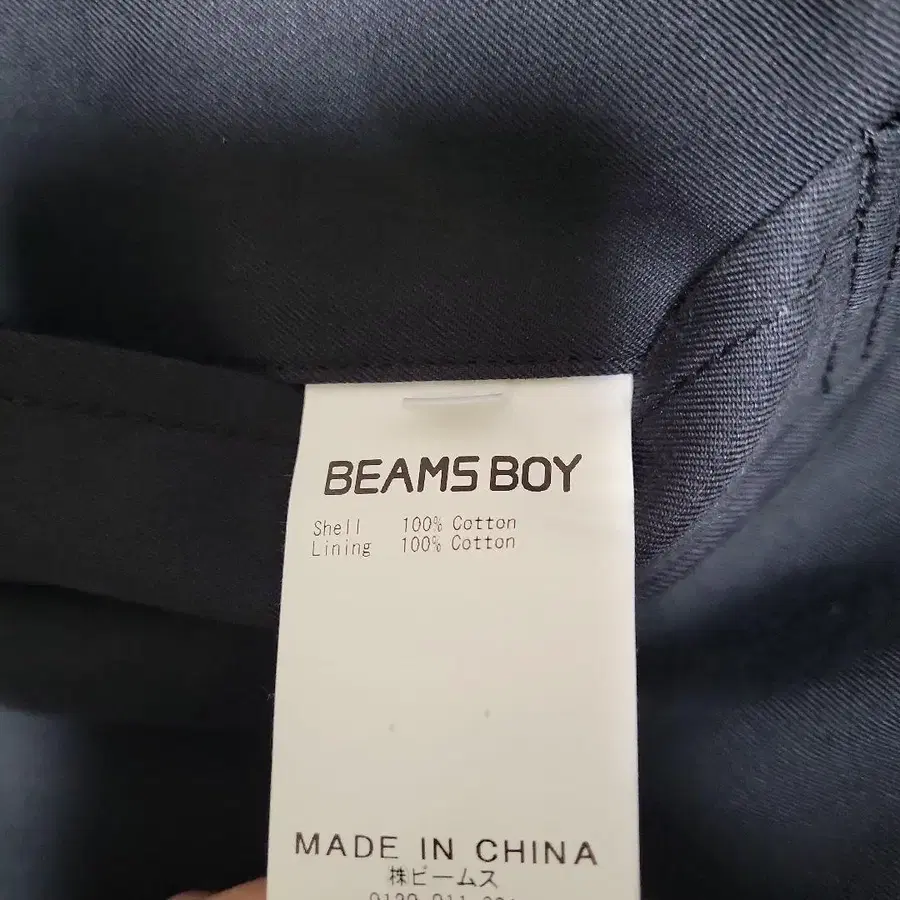 BEAMS BOY
Shell 100% Cotton
Lining 100% Cotton
MADE IN CHINA
㈱ビームス